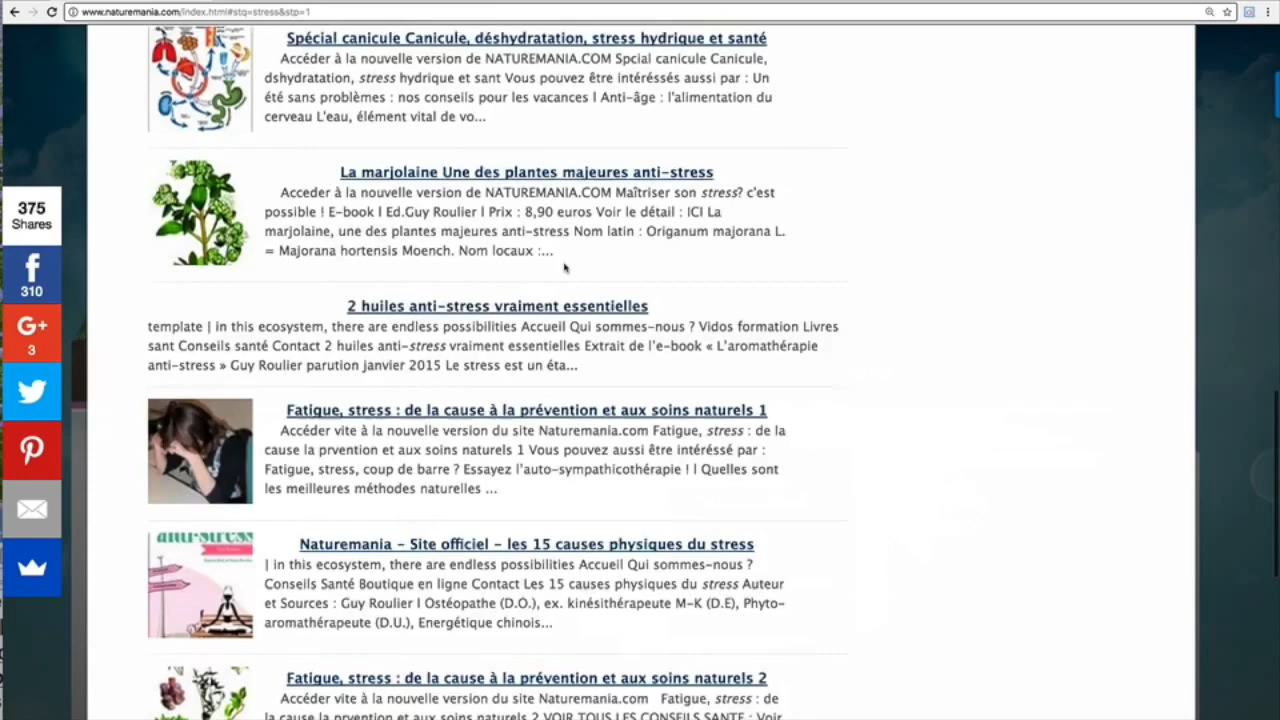 www.naturemania.com/index.html#stq=stress&stp=1
Spécial canicule Canicule, déshydratation, stress hydrique et santé
Accéder à la nouvelle version de NATUREMANIA.COM Spcial canicule Canicule,
dshydratation, stress hydrique et sant Vous pouvez être intéréssés aussi par : Un
été sans problèmes : nos conseils pour les vacances l Anti-âge : l'alimentation du
cerveau L'eau, élément vital de vo...
La marjolaine Une des plantes majeures anti-stress
Acceder à la nouvelle version de NATUREMANIA.COM Maîtriser son stress? c'est
possible ! E-book l Ed.Guy Roulier l Prix : 8,90 euros Voir le détail : ICI La
marjolaine, une des plantes majeures anti-stress Nom latin : Origanum majorana L.
= Majorana hortensis Moench. Nom locaux :...
375
Shares
310
3
2 huiles anti-stress vraiment essentielles
template | in this ecosystem, there are endless possibilities Accueil Qui sommes-nous ? Vidos formation Livres
sant Conseils santé Contact 2 huiles anti-stress vraiment essentielles Extrait de l'e-book « L'aromathérapie
anti-stress » Guy Roulier parution janvier 2015 Le stress est un éta...
Fatigue, stress : de la cause à la prévention et aux soins naturels 1
Accéder vite à la nouvelle version du site Naturemania.com Fatigue, stress : de la
cause la prvention et aux soins naturels 1 Vous pouvez aussi être intéréssé par :
Fatigue, stress, coup de barre ? Essayez l'auto-sympathicothérapie ! l Quelles sont
les meilleures méthodes naturelles ...
anti-stress
Naturemania - Site officiel - les 15 causes physiques du stress
| in this ecosystem, there are endless possibilities Accueil Qui sommes-nous ?
Conseils Santé Boutique en ligne Contact Les 15 causes physiques du stress Auteur
et Sources : Guy Roulier l Ostéopathe (D.O.), ex. kinésithérapeute M-K (D.E), Phyto-
aromathérapeute (D.U.), Energétique chinois...
Fatigue, stress : de la cause à la prévention et aux soins naturels 2
Accéder vite à la nouvelle version du site Naturemania.com Fatigue, stress : de
la cause la prvention et aux soins naturels 2 VOIR TOUS LES CONSEILS SANTE : Voir